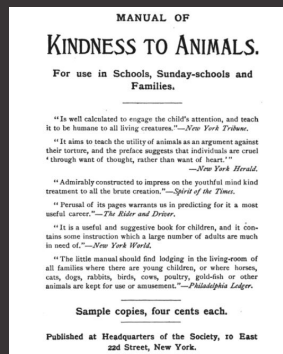 MANUAL OF
KINDNESS TO ANIMALS.
For use in Schools, Sunday-schools and
Families.
"Is well calculated to engage the child's attention, and teach
it to be humane to all living creatures."—New York Tribune.
"It aims to teach the utility of animals as an argument against
their torture, and the preface suggests that individuals are cruel
'through want of thought, rather than want of heart.'"
—New York Herald.
"Admirably constructed to impress on the youthful mind kind
treatment to all the brute creation."—Spirit of the Times.
"Perusal of its pages warrants us in predicting for it a most
useful career."—The Rider and Driver.
"It is a useful and suggestive book for children, and it con-
tains some instruction which a large number of adults are much
in need of."—New York World.
"The little manual should find lodging in the living-room of
all families where there are young children, or where horses,
cats, dogs, rabbits, birds, cows, poultry, gold-fish or other
animals are kept for use or amusement."—Philadelphia Ledger.
Sample copies, four cents each.
Published at Headquarters of the Society, 10 East
22d Street, New York.